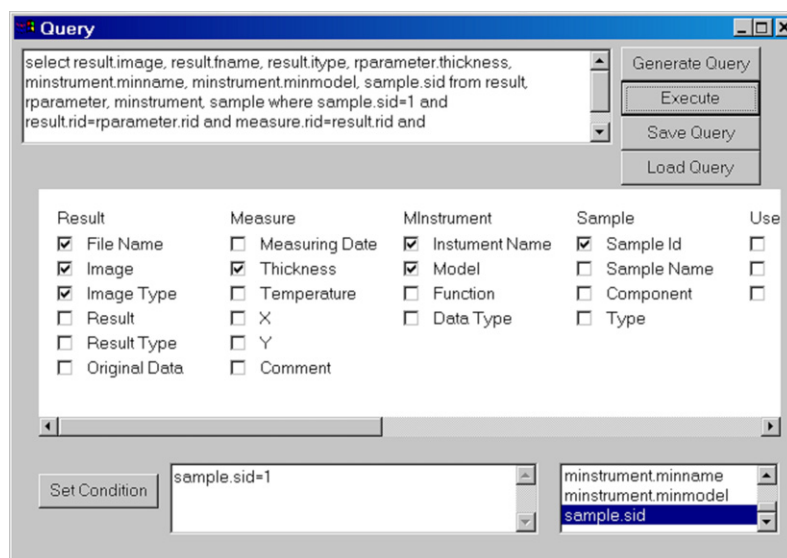 Query
select result.image, result.fname, result.itype, rparameter.thickness,
minstrument.minname, minstrument.minmodel, sample.sid from result,
rparameter, minstrument, sample where sample.sid=1 and
result.rid=rparameter.rid and measure.rid=result.rid and
Generate Query
Execute
Save Query
Load Query
Result Measure MInstrument Sample Use
File Name Measuring Date Instument Name Sample Id
Image Thickness Model Sample Name
Image Type Temperature Function Component
Result X Data Type Type
Result Type Y
Original Data Comment
Set Condition
sample.sid=1
minstrument.minname
minstrument.minmodel
sample.sid